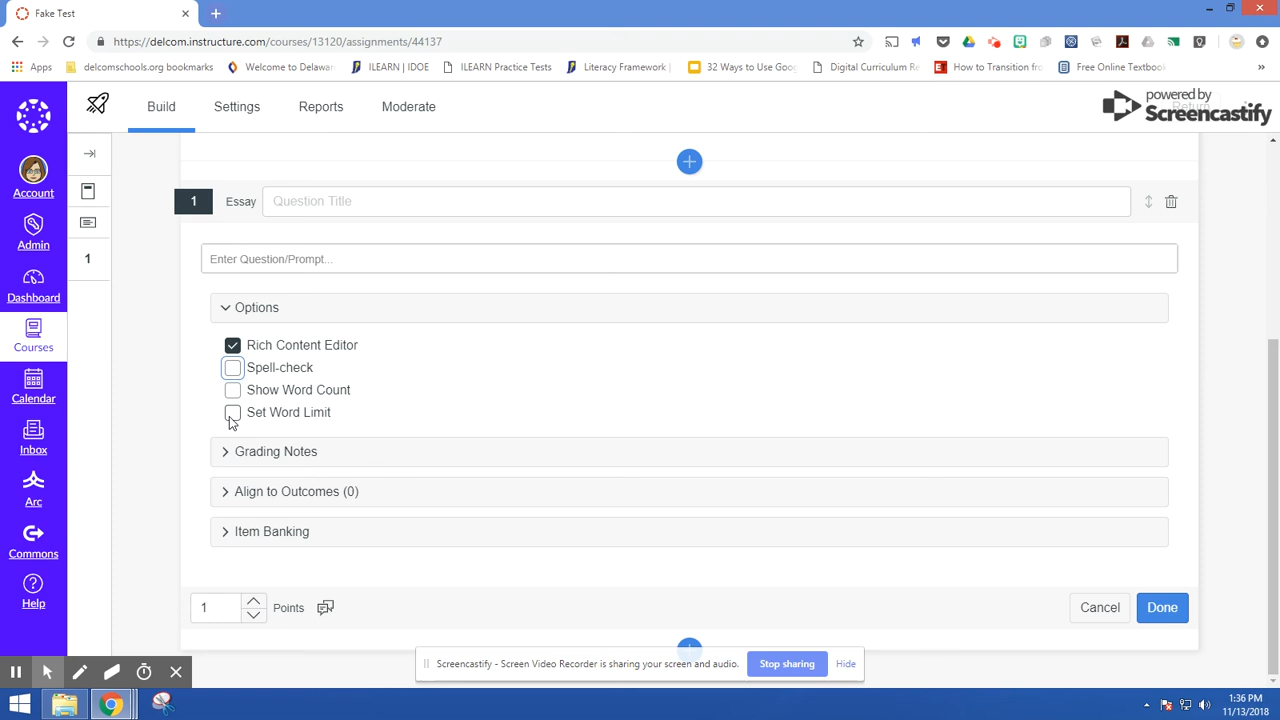 Fake Test
https://delcom.instructure.com/courses/13120/assignments/44137
Apps
delcomschools.org bookmarks
Welcome to Delawar
ILEARN | IDOE
ILEARN Practice Tests
Literacy Framework |
32 Ways to Use Goog
Digital Curriculum Re
How to Transition fro
Free Online Textbook
»
Build
Settings
Reports
Moderate
Return
powered by
Screencastify
Account
Admin
Dashboard
Courses
Calendar
Inbox
Arc
Commons
Help
1
1
Essay
Question Title
Enter Question/Prompt...
Options
Rich Content Editor
Spell-check
Show Word Count
Set Word Limit
Grading Notes
Align to Outcomes (0)
Item Banking
1
Points
Cancel
Done
Screencastify - Screen Video Recorder is sharing your screen and audio.
Stop sharing
Hide
1:36 PM
11/13/2018